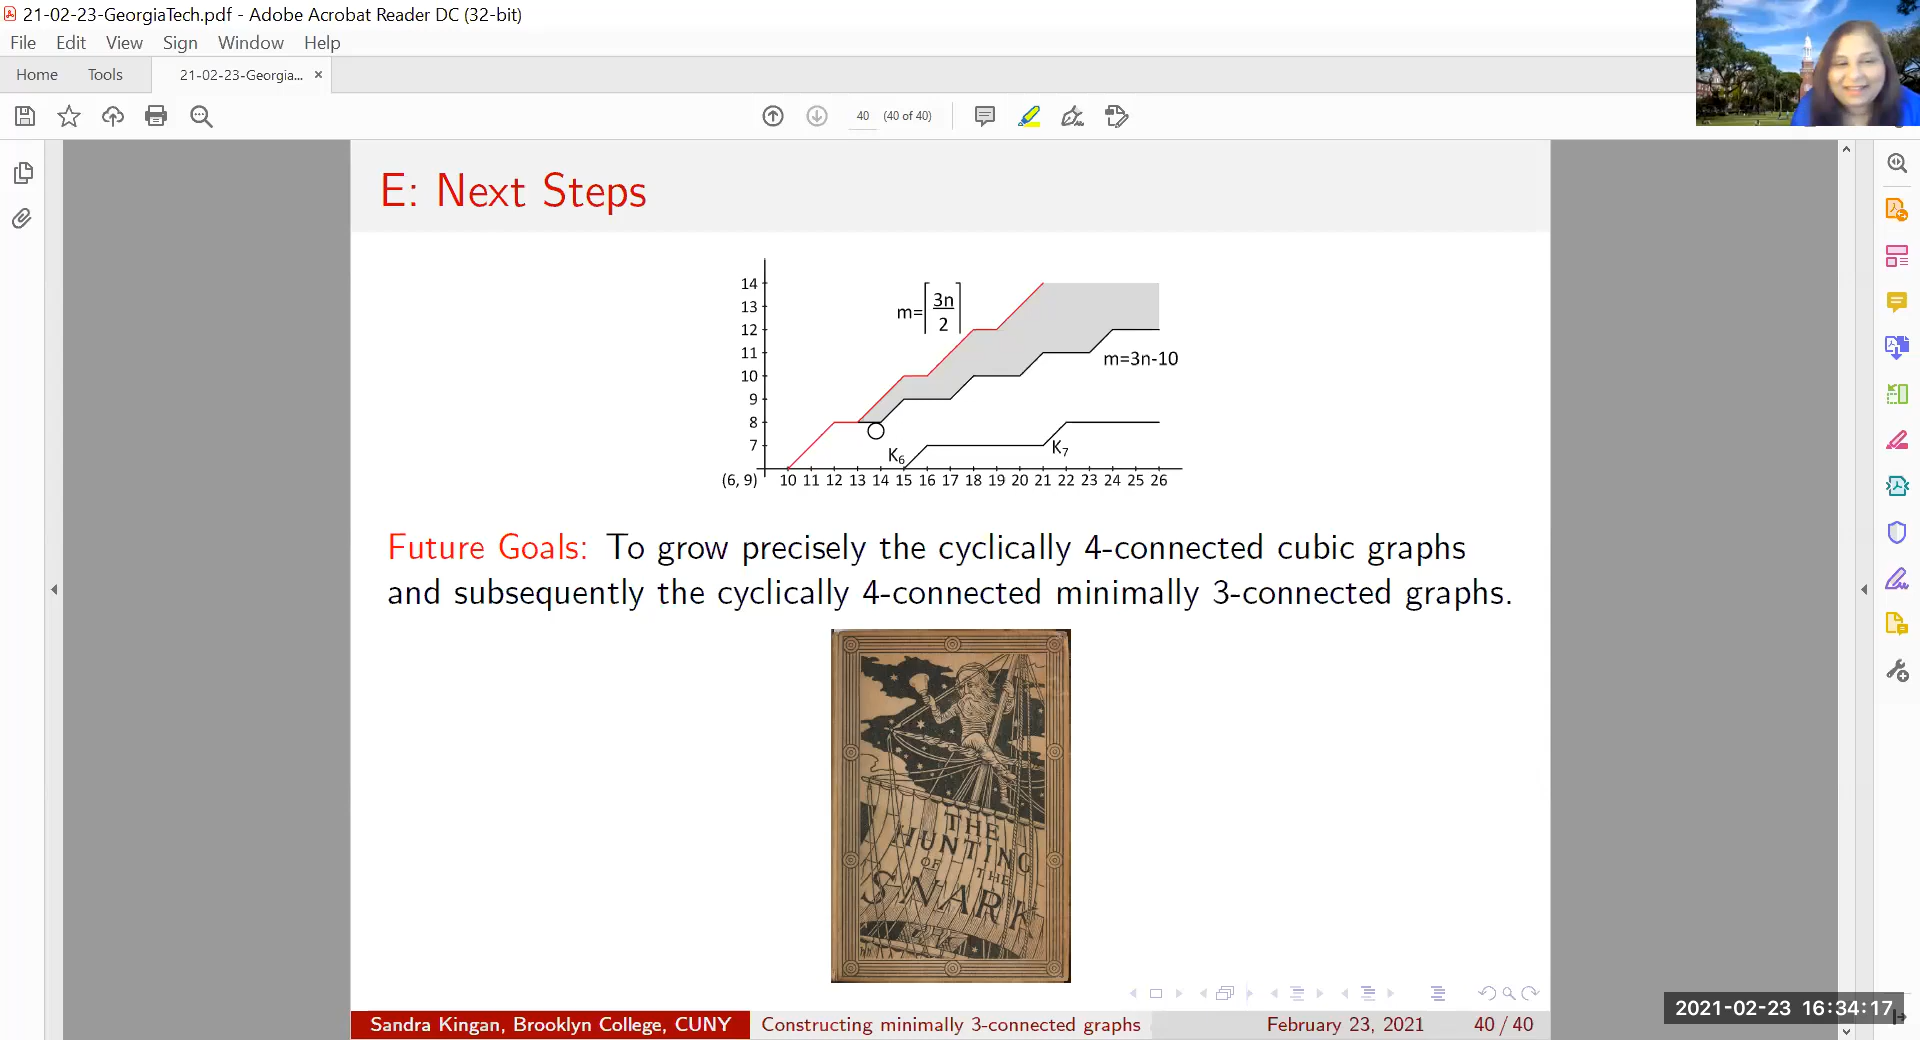 21-02-23-GeorgiaTech.pdf - Adobe Acrobat Reader DC (32-bit)
File Edit View Sign Window Help
Home Tools 21-02-23-Georgia... ×
40 (40 of 40)
E: Next Steps
14
13
12
11
10
9
8
7
m=⌈3n/2⌉
m=3n-10
K₆
K₇
(6, 9) 10 11 12 13 14 15 16 17 18 19 20 21 22 23 24 25 26
Future Goals: To grow precisely the cyclically 4-connected cubic graphs
and subsequently the cyclically 4-connected minimally 3-connected graphs.
THE
HUNTING
OF THE
SNARK
Sandra Kingan, Brooklyn College, CUNY Constructing minimally 3-connected graphs February 23, 2021 40 / 40
2021-02-23 16:34:17